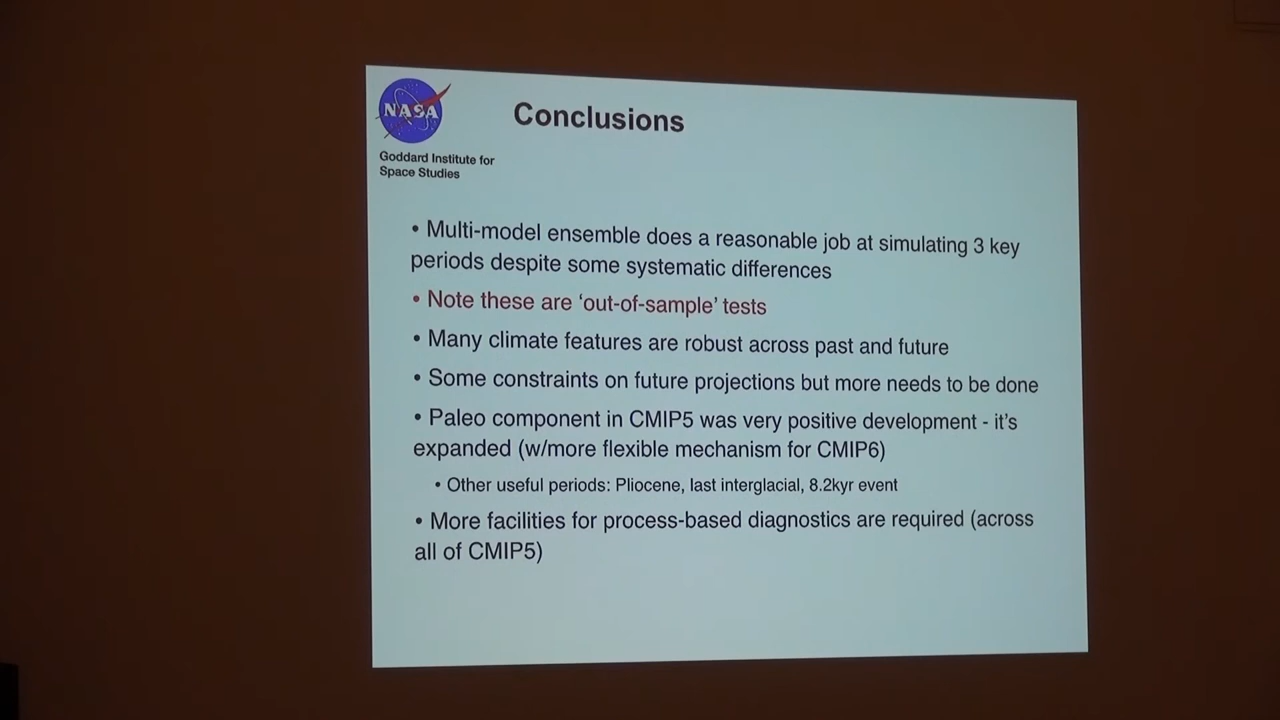 NASA
Conclusions
Goddard Institute for
Space Studies
• Multi-model ensemble does a reasonable job at simulating 3 key
periods despite some systematic differences
• Note these are ‘out-of-sample’ tests
• Many climate features are robust across past and future
• Some constraints on future projections but more needs to be done
• Paleo component in CMIP5 was very positive development - it’s
expanded (w/more flexible mechanism for CMIP6)
• Other useful periods: Pliocene, last interglacial, 8.2kyr event
• More facilities for process-based diagnostics are required (across
all of CMIP5)